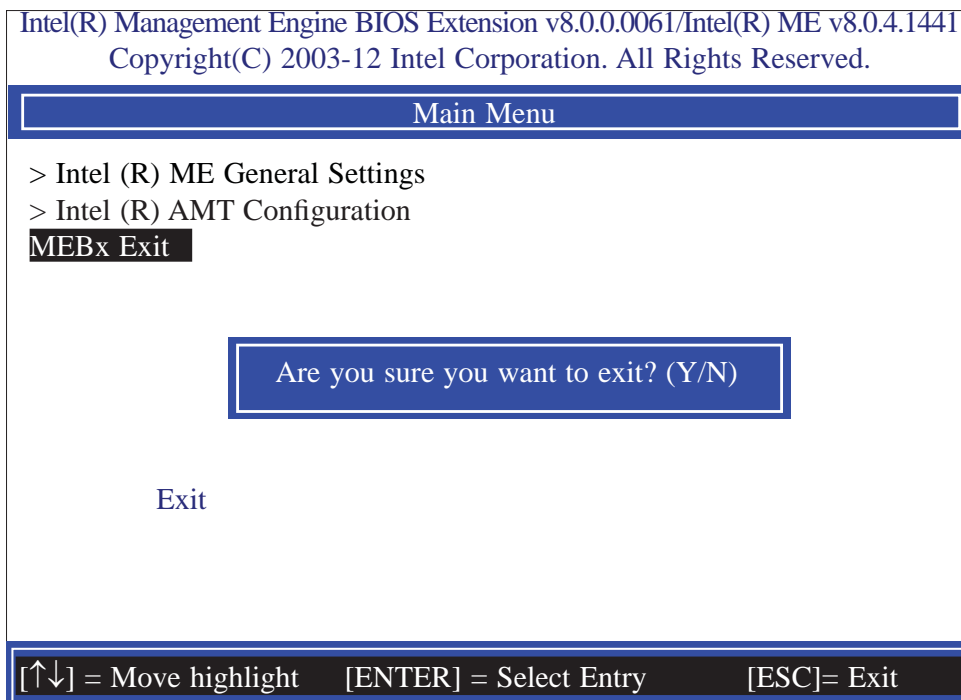 Intel(R) Management Engine BIOS Extension v8.0.0.0061/Intel(R) ME v8.0.4.1441
Copyright(C) 2003-12 Intel Corporation. All Rights Reserved.
Main Menu
> Intel (R) ME General Settings
> Intel (R) AMT Configuration
MEBx Exit
Are you sure you want to exit? (Y/N)
Exit
[↑↓] = Move highlight [ENTER] = Select Entry [ESC]= Exit